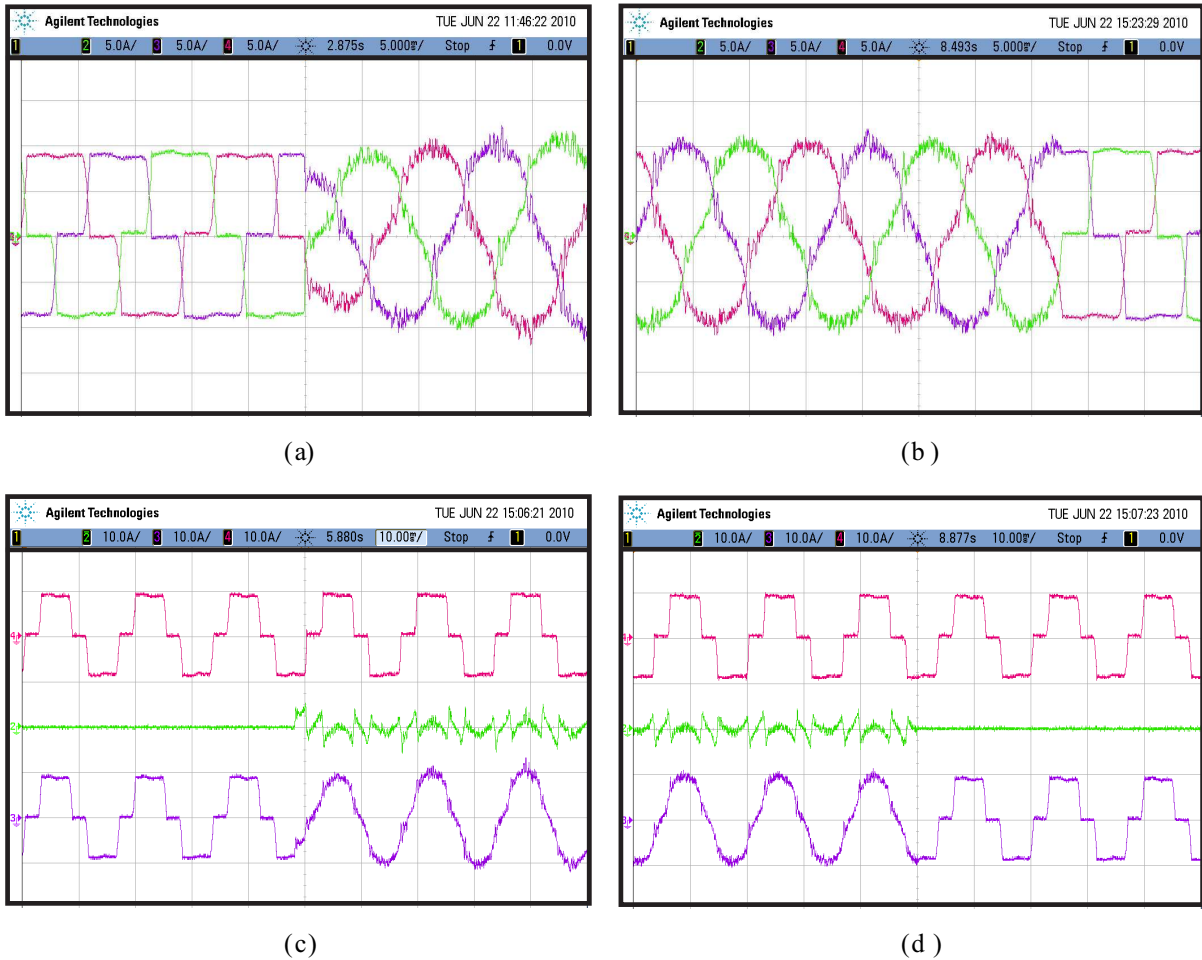 Agilent Technologies TUE JUN 22 11:46:22 2010
1 2 5.0A/ 3 5.0A/ 4 5.0A/ 2.875s 5.000㎳/ Stop 1 0.0V
Agilent Technologies TUE JUN 22 15:23:29 2010
1 2 5.0A/ 3 5.0A/ 4 5.0A/ 8.493s 5.000㎳/ Stop 1 0.0V
(a)
(b )
Agilent Technologies TUE JUN 22 15:06:21 2010
1 2 10.0A/ 3 10.0A/ 4 10.0A/ 5.880s 10.00㎳/ Stop 1 0.0V
4
2
3
Agilent Technologies TUE JUN 22 15:07:23 2010
1 2 10.0A/ 3 10.0A/ 4 10.0A/ 8.877s 10.00㎳/ Stop 1 0.0V
(c)
(d )